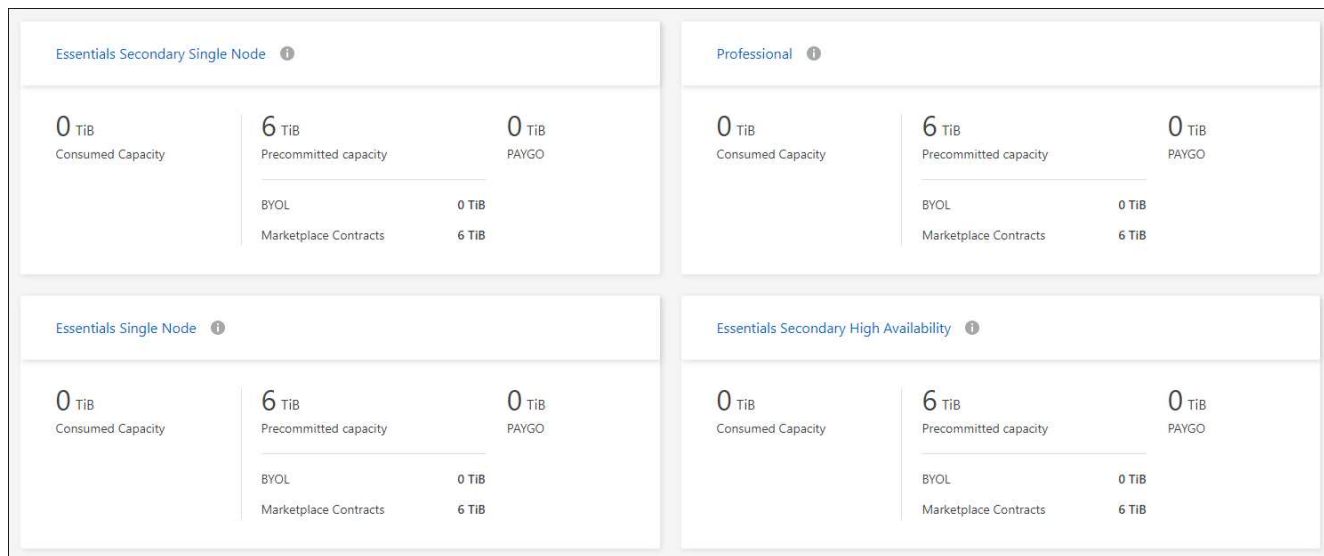 Essentials Secondary Single Node
0 TiB
Consumed Capacity
6 TiB
Precommitted capacity
0 TiB
PAYGO
BYOL 0 TiB
Marketplace Contracts 6 TiB
Professional
0 TiB
Consumed Capacity
6 TiB
Precommitted capacity
0 TiB
PAYGO
BYOL 0 TiB
Marketplace Contracts 6 TiB
Essentials Single Node
0 TiB
Consumed Capacity
6 TiB
Precommitted capacity
0 TiB
PAYGO
BYOL 0 TiB
Marketplace Contracts 6 TiB
Essentials Secondary High Availability
0 TiB
Consumed Capacity
6 TiB
Precommitted capacity
0 TiB
PAYGO
BYOL 0 TiB
Marketplace Contracts 6 TiB